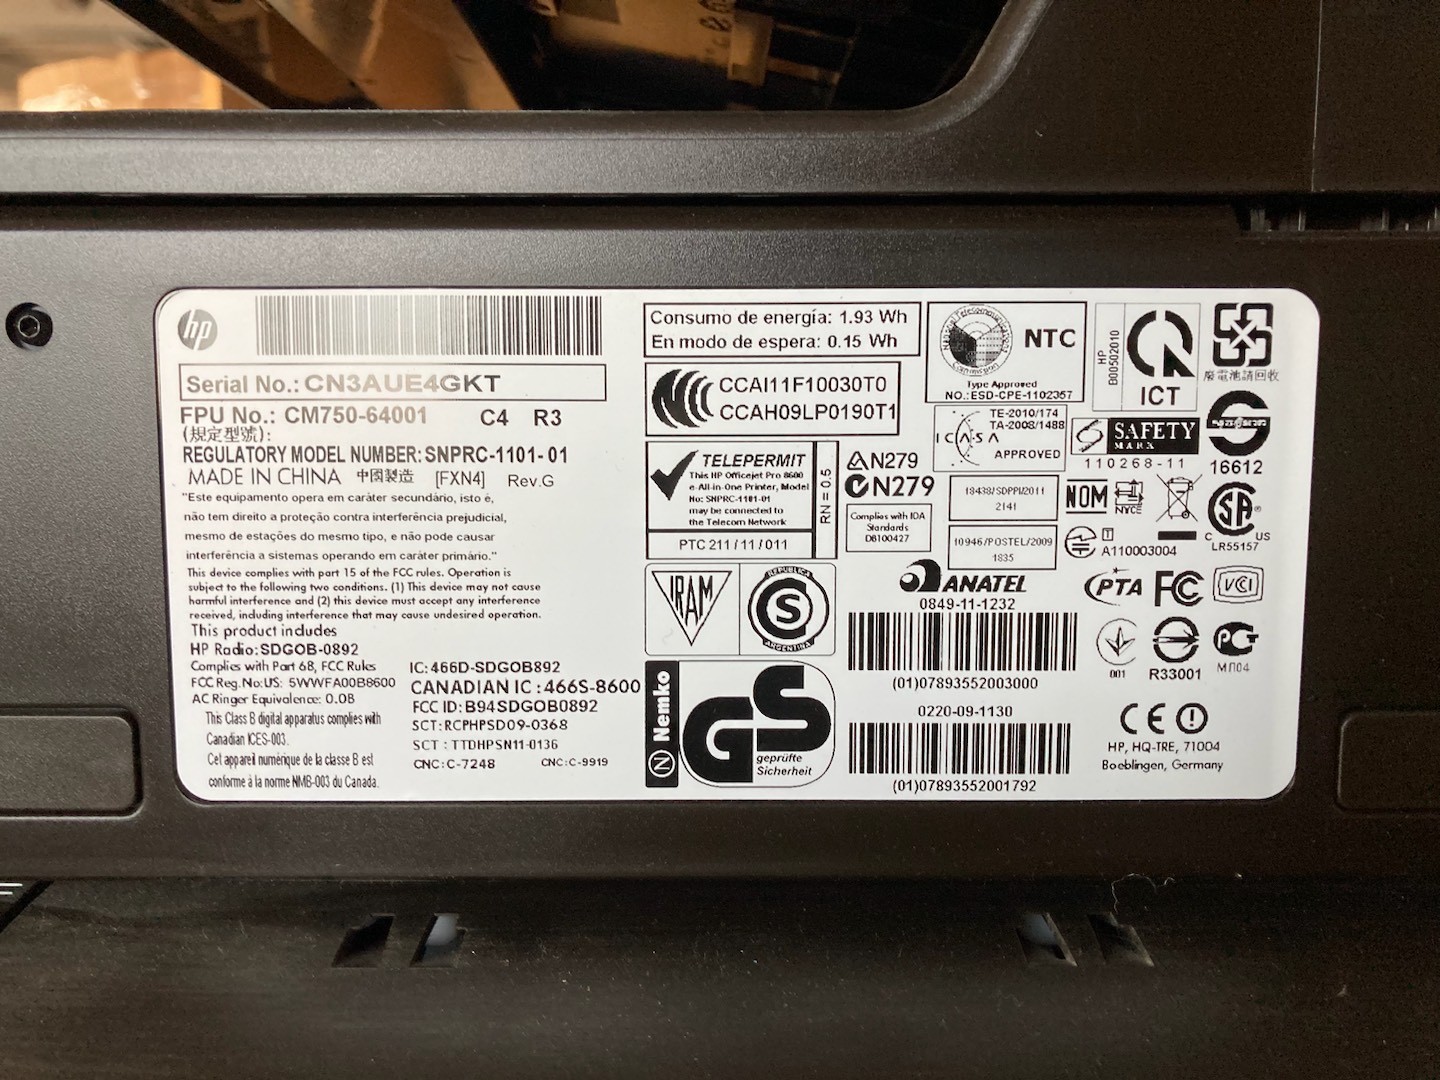 hp
Serial No.: CN3AUE4GKT
FPU No.: CM750-64001 C4 R3
(規定型號):
REGULATORY MODEL NUMBER: SNPRC-1101-01
MADE IN CHINA 中國製造 [FXN4] Rev.G
"Este equipamento opera em caráter secundário, isto é,
não tem direito a proteção contra interferência prejudicial,
mesmo de estações do mesmo tipo, e não pode causar
interferência a sistemas operando em caráter primário."
This device complies with part 15 of the FCC rules. Operation is
subject to the following two conditions. (1) This device may not cause
harmful interference and (2) this device must accept any interference
received, including interference that may cause undesired operation.
This product includes
HP Radio: SDGOB-0892
Complies with Part 68, FCC Rules
FCC Reg. No:US: 5WWFA00B8600
AC Ringer Equivalence: 0.0B
This Class B digital apparatus complies with
Canadian ICES-003.
Cet appareil numérique de la classe B est
conforme à la norme NMB-003 du Canada.
IC: 466D-SDGOB892
CANADIAN IC : 466S-8600
FCC ID: B94SDGOB0892
SCT: RCPHPSD09-0368
SCT : TTDHPSN11-0136
CNC: C-7248 CNC: C-9919
Consumo de energía: 1.93 Wh
En modo de espera: 0.15 Wh
CCAI11F10030T0
CCAH09LP0190T1
TELEPERMIT
This HP Officejet Pro 8600
e-All-in-One Printer, Model
No: SNPRC-1101-01
may be connected to
the Telecom Network
PTC 211 / 11 / 011
RN = 0.5
N279
N279
Complies with IDA
Standards
DB100427
IRAM
REPUBLICA
S
ARGENTINA
N Nemko
GS
geprüfte
Sicherheit
NTC
Type Approved
NO.: ESD-CPE-1102357
TE-2010/174
TA-2008/1488
ICASA
APPROVED
18438/SDPPI/2011
2141
10946/POSTEL/2009
1835
ANATEL
0849-11-1232
(01)07893552003000
0220-09-1130
(01)07893552001792
HP
B00502010
ICT
廢電池請回收
SAFETY
MARK
110268-11
16612
NOM
NYCE
SA
C US
LR55157
T
A110003004
PTA
FC
VCI
001
R33001
МЛ04
CE
HP, HQ-TRE, 71004
Boeblingen, Germany